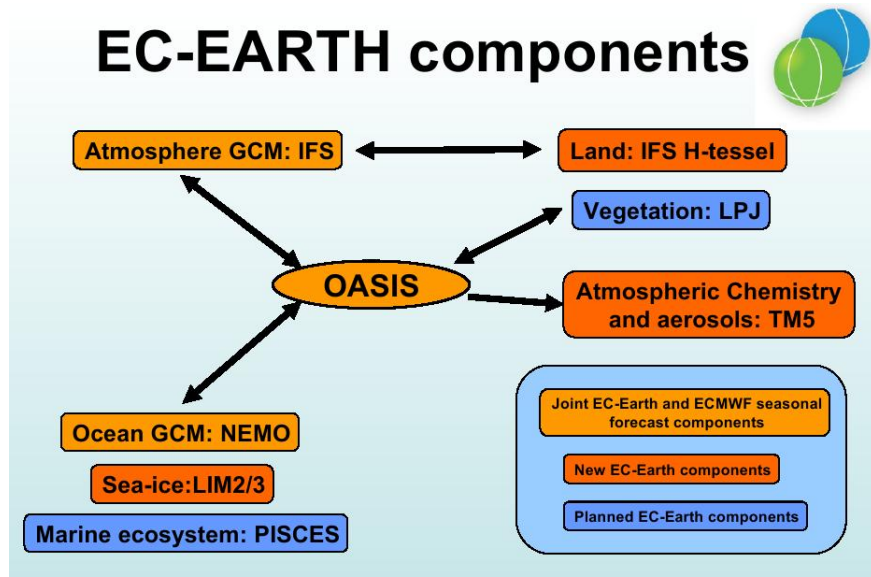 EC-EARTH components
Atmosphere GCM: IFS
Land: IFS H-tessel
Vegetation: LPJ
OASIS
Atmospheric Chemistry
and aerosols: TM5
Ocean GCM: NEMO
Sea-ice:LIM2/3
Marine ecosystem: PISCES
Joint EC-Earth and ECMWF seasonal
forecast components
New EC-Earth components
Planned EC-Earth components